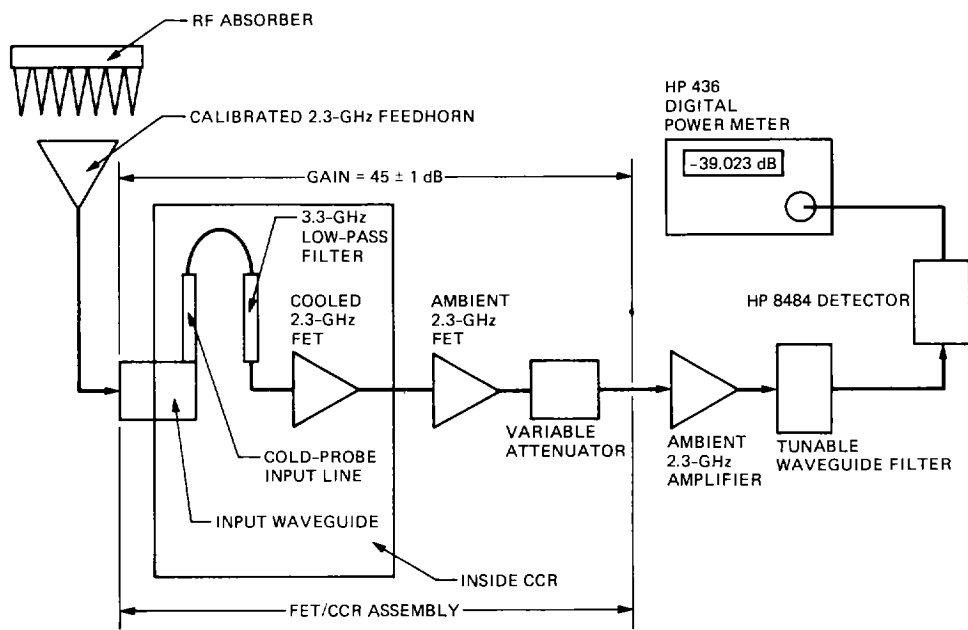 RF ABSORBER
CALIBRATED 2.3-GHz FEEDHORN
GAIN = 45 ± 1 dB
HP 436
DIGITAL
POWER METER
-39.023 dB
3.3-GHz
LOW-PASS
FILTER
COOLED
2.3-GHz
FET
AMBIENT
2.3-GHz
FET
HP 8484 DETECTOR
VARIABLE
ATTENUATOR
AMBIENT
2.3-GHz
AMPLIFIER
TUNABLE
WAVEGUIDE FILTER
COLD-PROBE
INPUT LINE
INPUT WAVEGUIDE
INSIDE CCR
FET/CCR ASSEMBLY